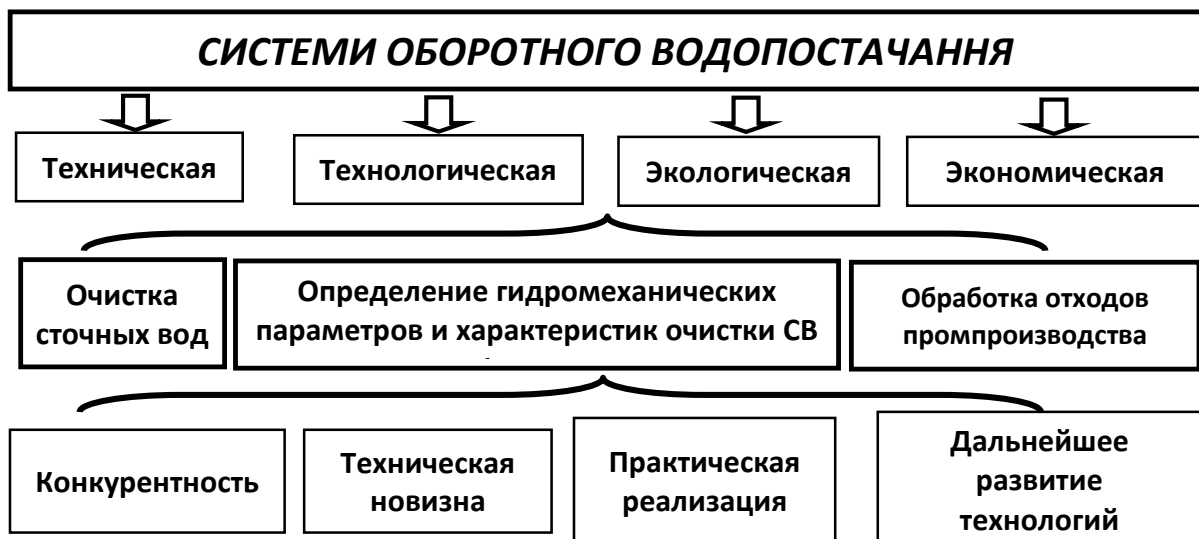 СИСТЕМИ ОБОРОТНОГО ВОДОПОСТАЧАННЯ
Техническая
Технологическая
Экологическая
Экономическая
Очистка
сточных вод
Определение гидромеханических
параметров и характеристик очистки СВ
Обработка отходов
промпроизводства
Конкурентность
Техническая
новизна
Практическая
реализация
Дальнейшее
развитие
технологий